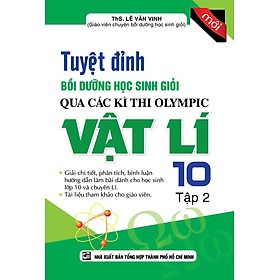 ThS. LÊ VĂN VINH
(Giáo viên chuyên bồi dưỡng học sinh giỏi)
mới
Tuyệt đỉnh
BỒI DƯỠNG HỌC SINH GIỎI
QUA CÁC KÌ THI OLYMPIC
VẬT LÍ
10
Tập 2
• Giải chi tiết, phân tích, bình luận
hướng dẫn làm bài dành cho học sinh
lớp 10 và chuyên Lí.
• Tài liệu tham khảo cho giáo viên.
NHÀ XUẤT BẢN TỔNG HỢP THÀNH PHỐ HỒ CHÍ MINH